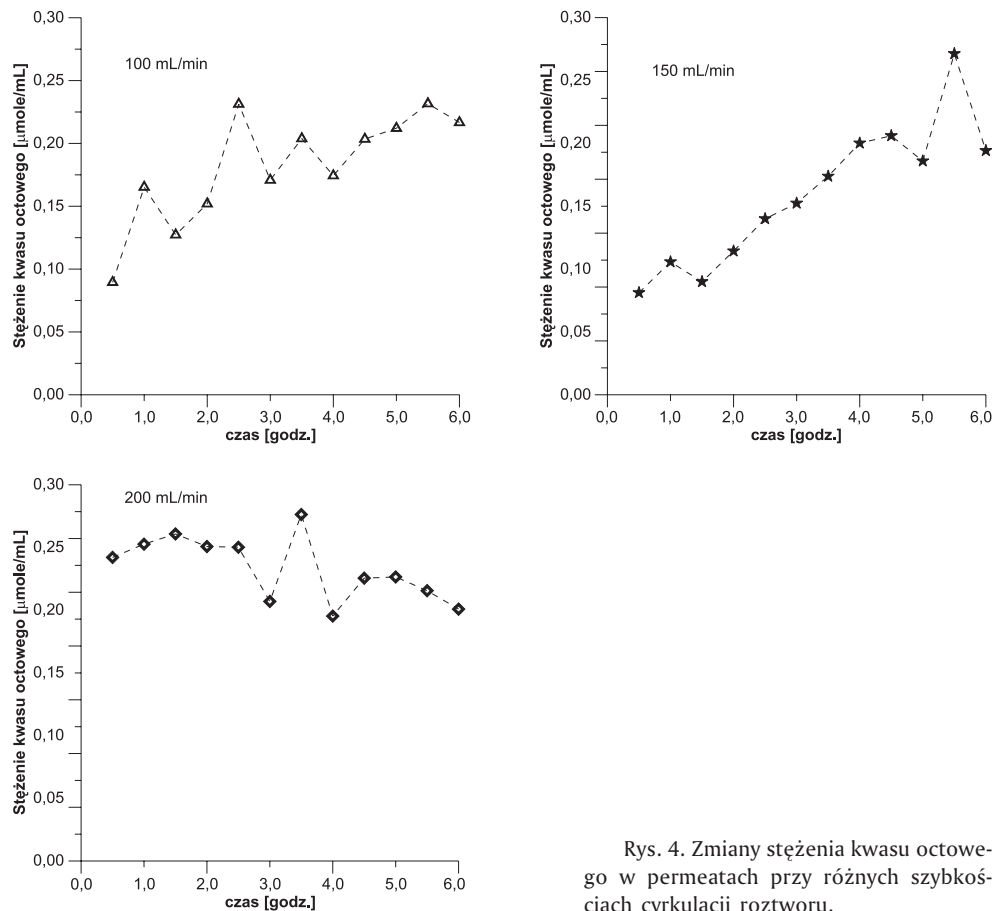 0,30
100 mL/min
0,25
0,20
0,15
0,10
0,05
0,00
Stężenie kwasu octowego [μmole/mL]
0,0 1,0 2,0 3,0 4,0 5,0 6,0
czas [godz.]
0,30
150 mL/min
0,25
0,20
0,15
0,10
0,05
0,00
Stężenie kwasu octowego [μmole/mL]
0,0 1,0 2,0 3,0 4,0 5,0 6,0
czas [godz.]
0,30
200 mL/min
0,25
0,20
0,15
0,10
0,05
0,00
Stężenie kwasu octowego [μmole/mL]
0,0 1,0 2,0 3,0 4,0 5,0 6,0
czas [godz.]
Rys. 4. Zmiany stężenia kwasu octowe-
go w permeatach przy różnych szybkoś-
ciach cyrkulacji roztworu.